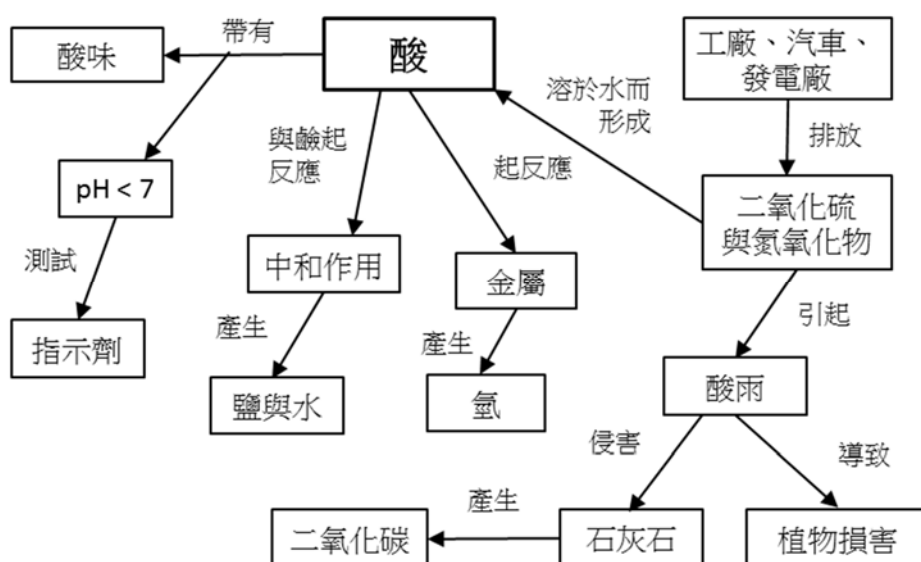 帶有
酸味
酸
工廠、汽車、
發電廠
溶於水而
形成
與鹼起
反應
起反應
排放
pH < 7
二氧化硫
與氮氧化物
測試
中和作用
金屬
產生
產生
引起
指示劑
鹽與水
氫
酸雨
侵害
導致
產生
二氧化碳
石灰石
植物損害